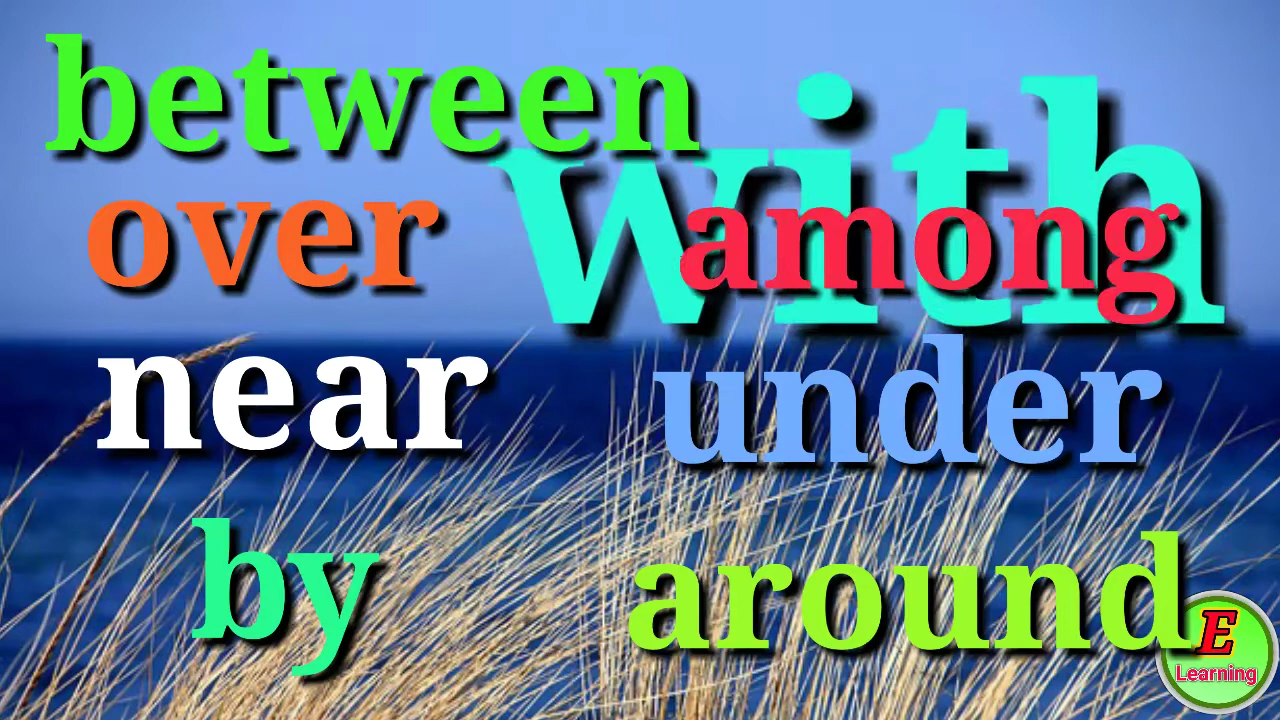 between
with
over
among
near
under
by
around
E
Learning